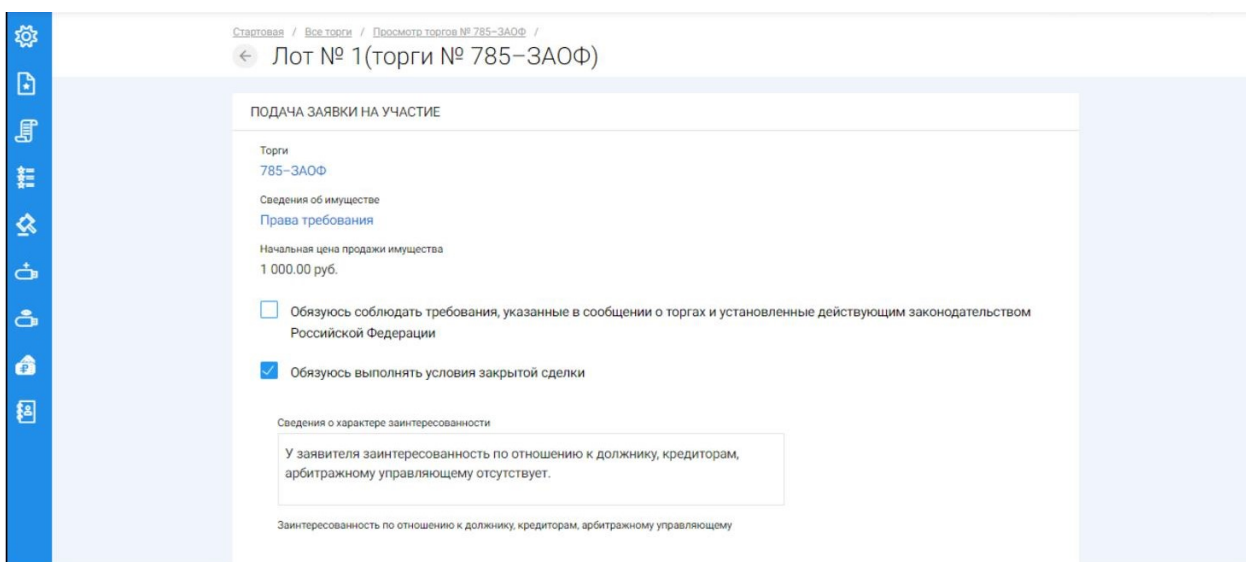 Стартовая / Все торги / Просмотр торгов № 785-ЗАОФ /
Лот № 1(торги № 785-ЗАОФ)
ПОДАЧА ЗАЯВКИ НА УЧАСТИЕ
Торги
785-ЗАОФ
Сведения об имуществе
Права требования
Начальная цена продажи имущества
1 000.00 руб.
Обязуюсь соблюдать требования, указанные в сообщении о торгах и установленные действующим законодательством
Российской Федерации
Обязуюсь выполнять условия закрытой сделки
Сведения о характере заинтересованности
У заявителя заинтересованность по отношению к должнику, кредиторам,
арбитражному управляющему отсутствует.
Заинтересованность по отношению к должнику, кредиторам, арбитражному управляющему